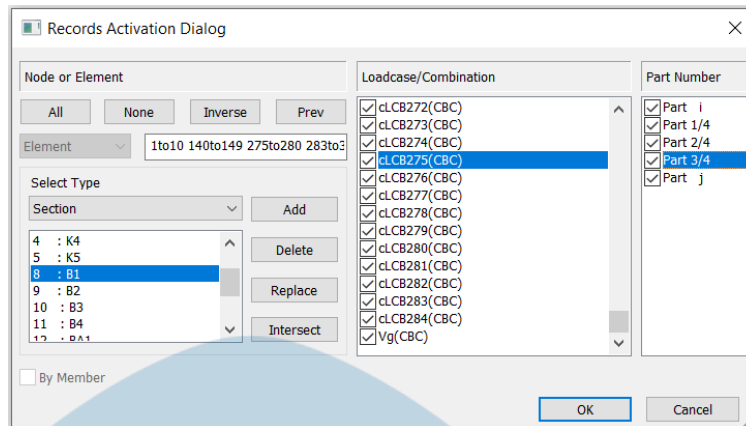 Records Activation Dialog
Node or Element
All None Inverse Prev
Element 1to10 140to149 275to280 283to3
Select Type
Section Add
4 : K4
5 : K5
8 : B1
9 : B2
10 : B3
11 : B4
12 : BA1
Delete
Replace
Intersect
By Member
Loadcase/Combination
cLCB272(CBC)
cLCB273(CBC)
cLCB274(CBC)
cLCB275(CBC)
cLCB276(CBC)
cLCB277(CBC)
cLCB278(CBC)
cLCB279(CBC)
cLCB280(CBC)
cLCB281(CBC)
cLCB282(CBC)
cLCB283(CBC)
cLCB284(CBC)
Vg(CBC)
Part Number
Part i
Part 1/4
Part 2/4
Part 3/4
Part j
OK Cancel